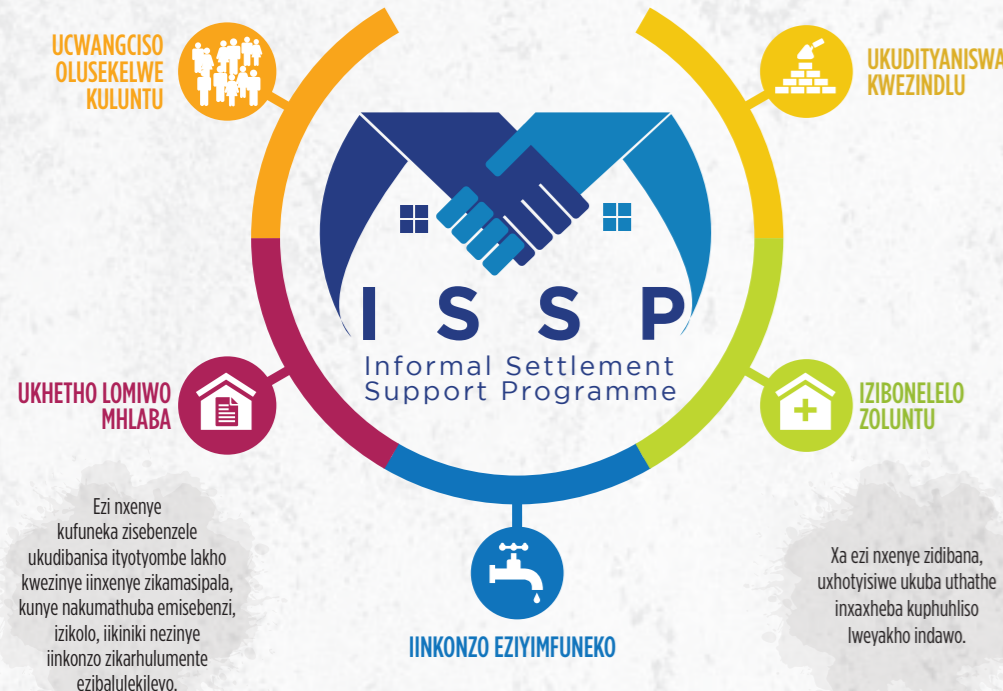 UCWANGCISO
OLUSEKELWE
KULUNTU
UKUDITYANISWA
KWEZINDLU
I S S P
Informal Settlement
Support Programme
UKHETHO LOMIWO
MHLABA
IZIBONELELO
ZOLUNTU
Ezi nxenye
kufuneka zisebenzele
ukudibanisa ityotyombe lakho
kwezinye iinxenye zikamasipala,
kunye nakumathuba emisebenzi,
izikolo, iikiniki nezinye
iinkonzo zikarhulumente
ezibalulekileyo.
IINKONZO EZIYIMFUNEKO
Xa ezi nxenye zidibana,
uxhotyisiwe ukuba uthathe
inxaxheba kuphuhliso
lweyakho indawo.